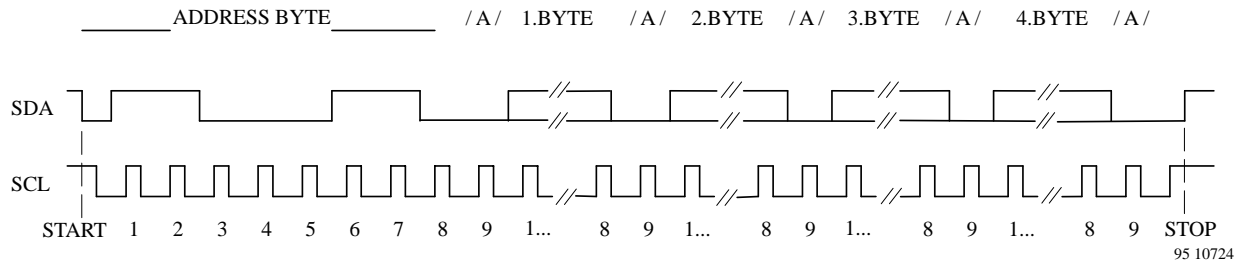 ADDRESS BYTE / A / 1.BYTE / A / 2.BYTE / A / 3.BYTE / A / 4.BYTE / A /
SDA
SCL
START 1 2 3 4 5 6 7 8 9 1... 8 9 1... 8 9 1... 8 9 1... 8 9 STOP
95 10724